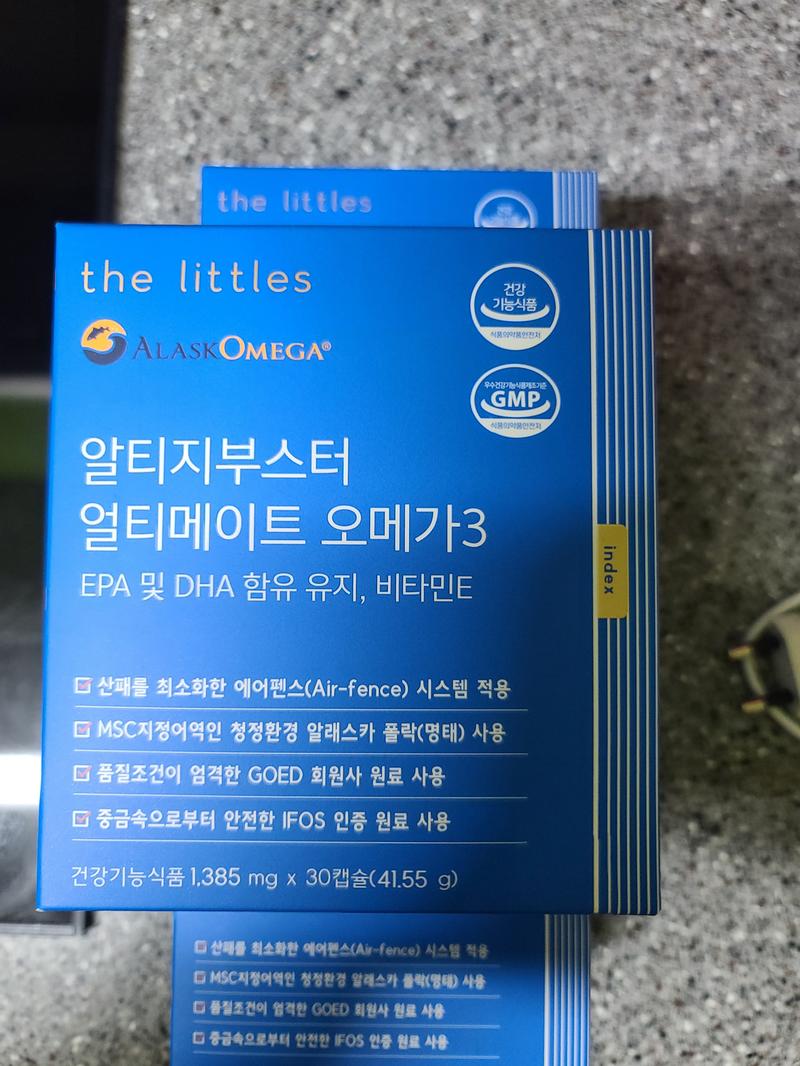 the littles
the littles
ALASKOMEGA®
건강
기능식품
식품의약품안전처
우수건강기능식품제조기준
GMP
식품의약품안전처
알티지부스터
얼티메이트 오메가3
EPA 및 DHA 함유 유지, 비타민E
index
산패를 최소화한 에어펜스(Air-fence) 시스템 적용
MSC지정어역인 청정환경 알래스카 폴락(명태) 사용
품질조건이 엄격한 GOED 회원사 원료 사용
중금속으로부터 안전한 IFOS 인증 원료 사용
건강기능식품 1,385 mg x 30캡슐(41.55 g)
산패를 최소화한 에어펜스(Air-fence) 시스템 적용
MSC지정어역인 청정환경 알래스카 폴락(명태) 사용
품질조건이 엄격한 GOED 회원사 원료 사용
중금속으로부터 안전한 IFOS 인증 원료 사용